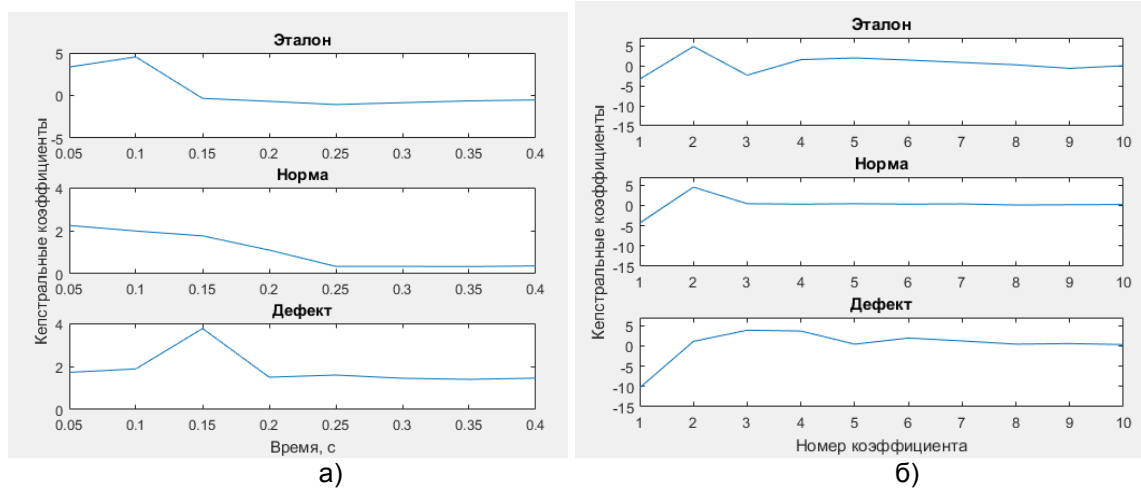 Эталон
Кепстральные коэффициенты
5
0
-5
0.05 0.1 0.15 0.2 0.25 0.3 0.35 0.4
Норма
4
2
0
0.05 0.1 0.15 0.2 0.25 0.3 0.35 0.4
Дефект
4
2
0
0.05 0.1 0.15 0.2 0.25 0.3 0.35 0.4
Время, с
а)
Эталон
Кепстральные коэффициенты
5
0
-5
-10
-15
1 2 3 4 5 6 7 8 9 10
Норма
5
0
-5
-10
-15
1 2 3 4 5 6 7 8 9 10
Дефект
5
0
-5
-10
-15
1 2 3 4 5 6 7 8 9 10
Номер коэффициента
б)